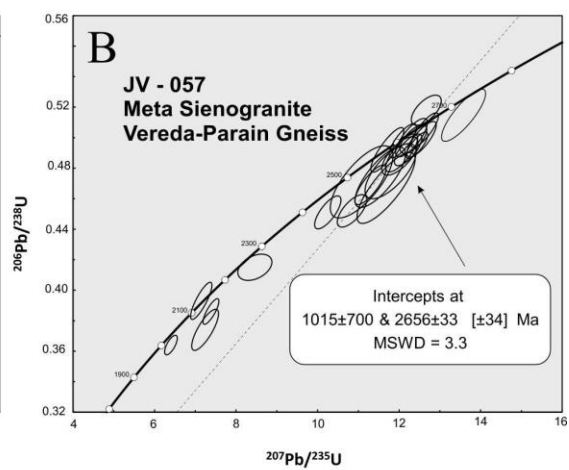 B
JV - 057
Meta Sienogranite
Vereda-Parain Gneiss
0.56
0.52
0.48
0.44
0.40
0.36
0.32
²⁰⁶Pb/²³⁸U
2700
2500
2300
2100
1900
Intercepts at
1015±700 & 2656±33 [±34] Ma
MSWD = 3.3
4 6 8 10 12 14 16
²⁰⁷Pb/²³⁵U